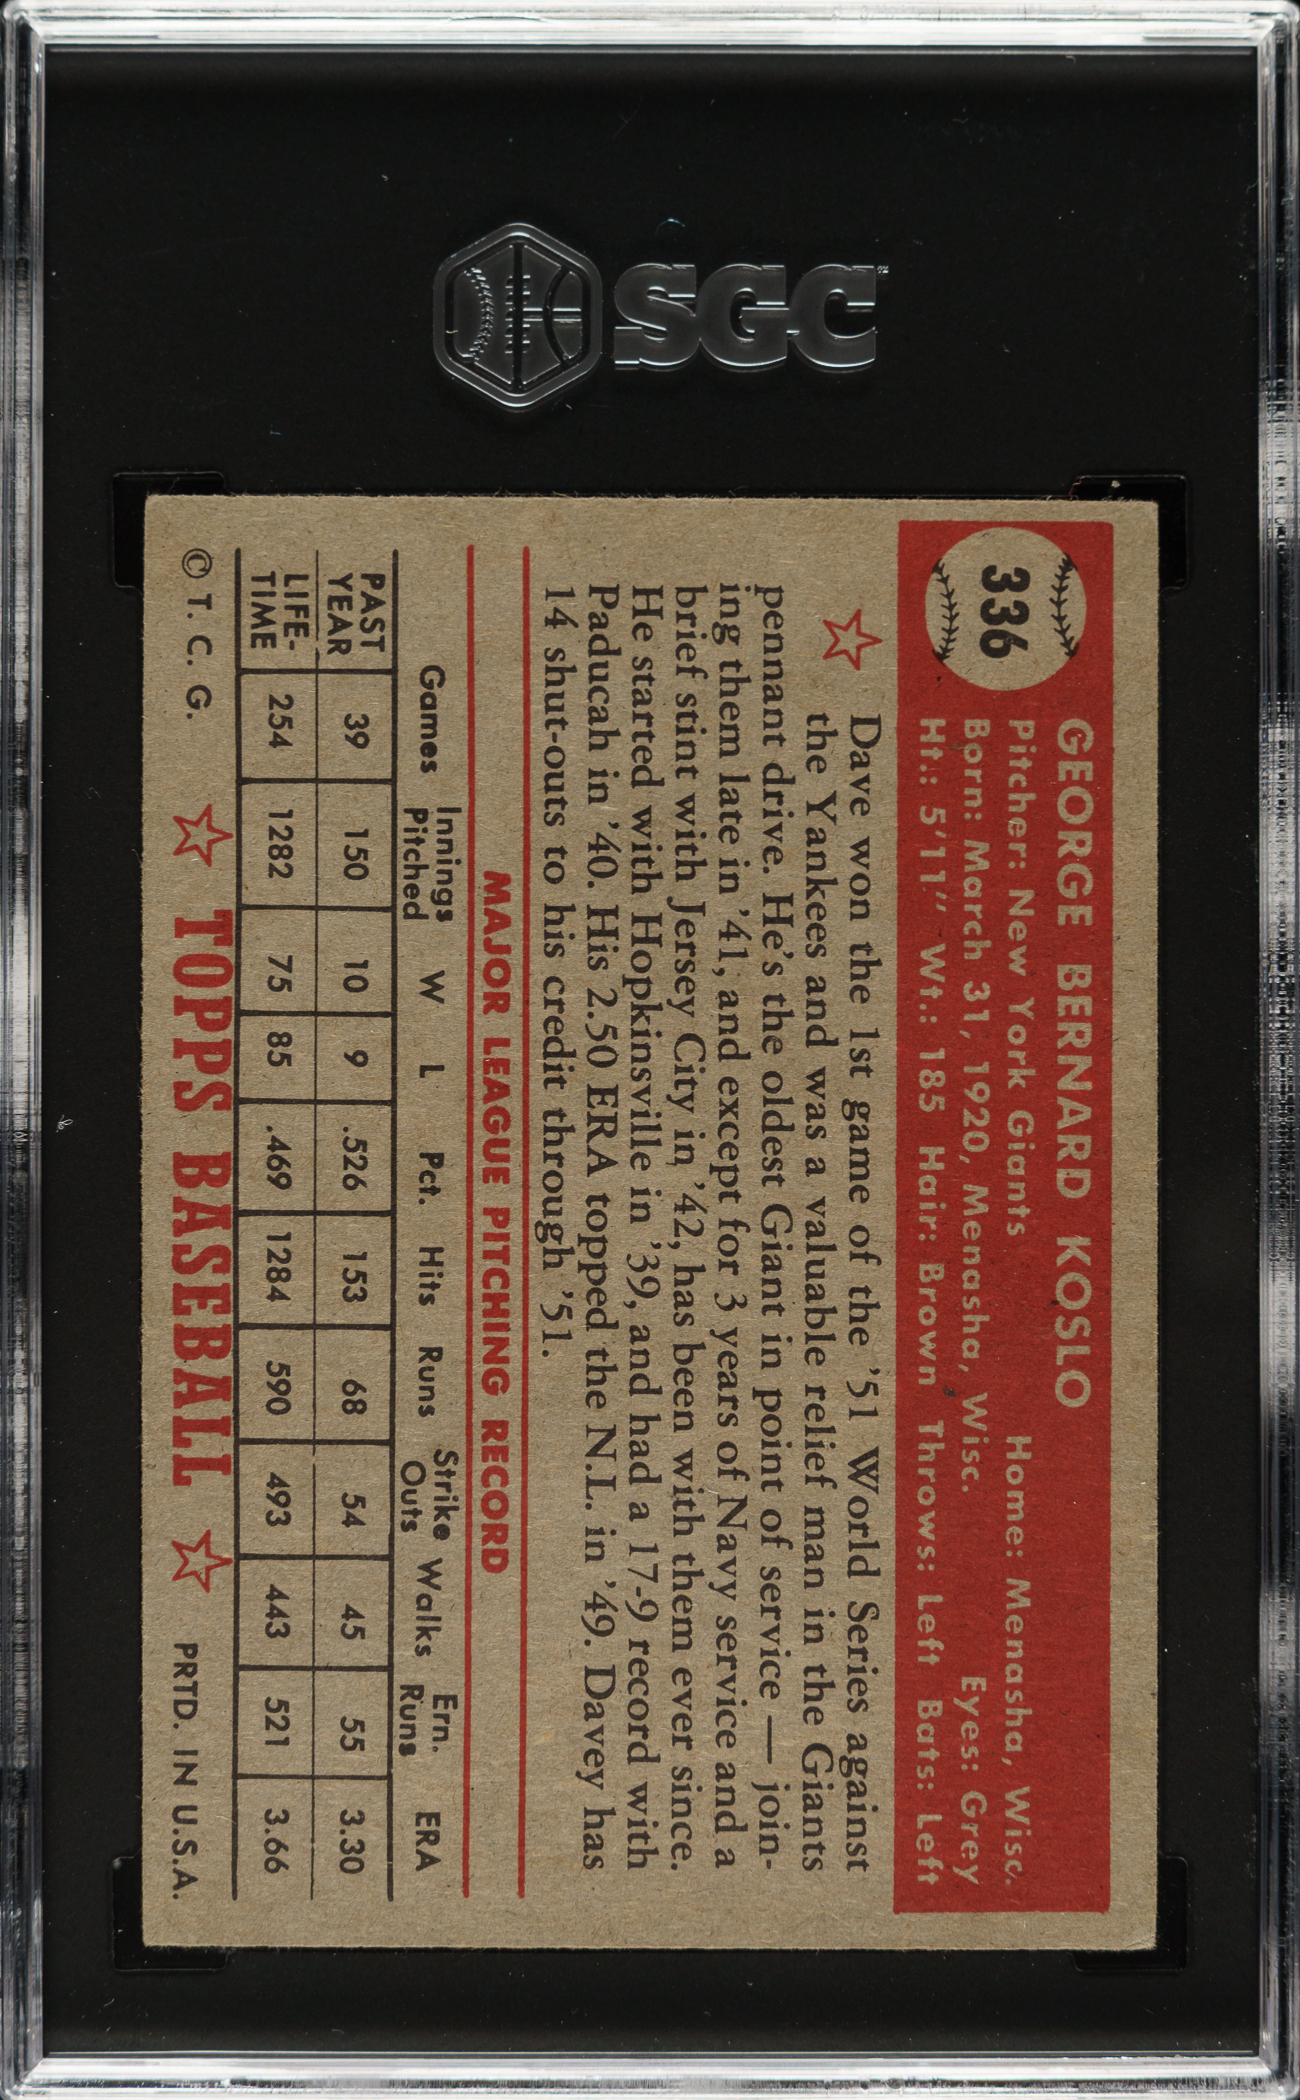 SGC
336
GEORGE BERNARD KOSLO
Pitcher: New York Giants Home: Menasha, Wisc.
Born: March 31, 1920, Menasha, Wisc. Eyes: Grey
Ht.: 5'11" Wt.: 185 Hair: Brown Throws: Left Bats: Left
Dave won the 1st game of the '51 World Series against
the Yankees and was a valuable relief man in the Giants
pennant drive. He's the oldest Giant in point of service — join-
ing them late in '41, and except for 3 years of Navy service and a
brief stint with Jersey City in '42, has been with them ever since.
He started with Hopkinsville in '39, and had a 17-9 record with
Paducah in '40. His 2.50 ERA topped the N.L. in '49. Davey has
14 shut-outs to his credit through '51.
MAJOR LEAGUE PITCHING RECORD
Games Innings Pitched W L Pct. Hits Runs Strike Outs Walks Ern. Runs ERA
PAST YEAR 39 150 10 9 .526 153 68 54 45 55 3.30
LIFE-TIME 254 1282 75 85 .469 1284 590 493 443 521 3.66
© T. C. G. TOPPS BASEBALL PRTD. IN U.S.A.